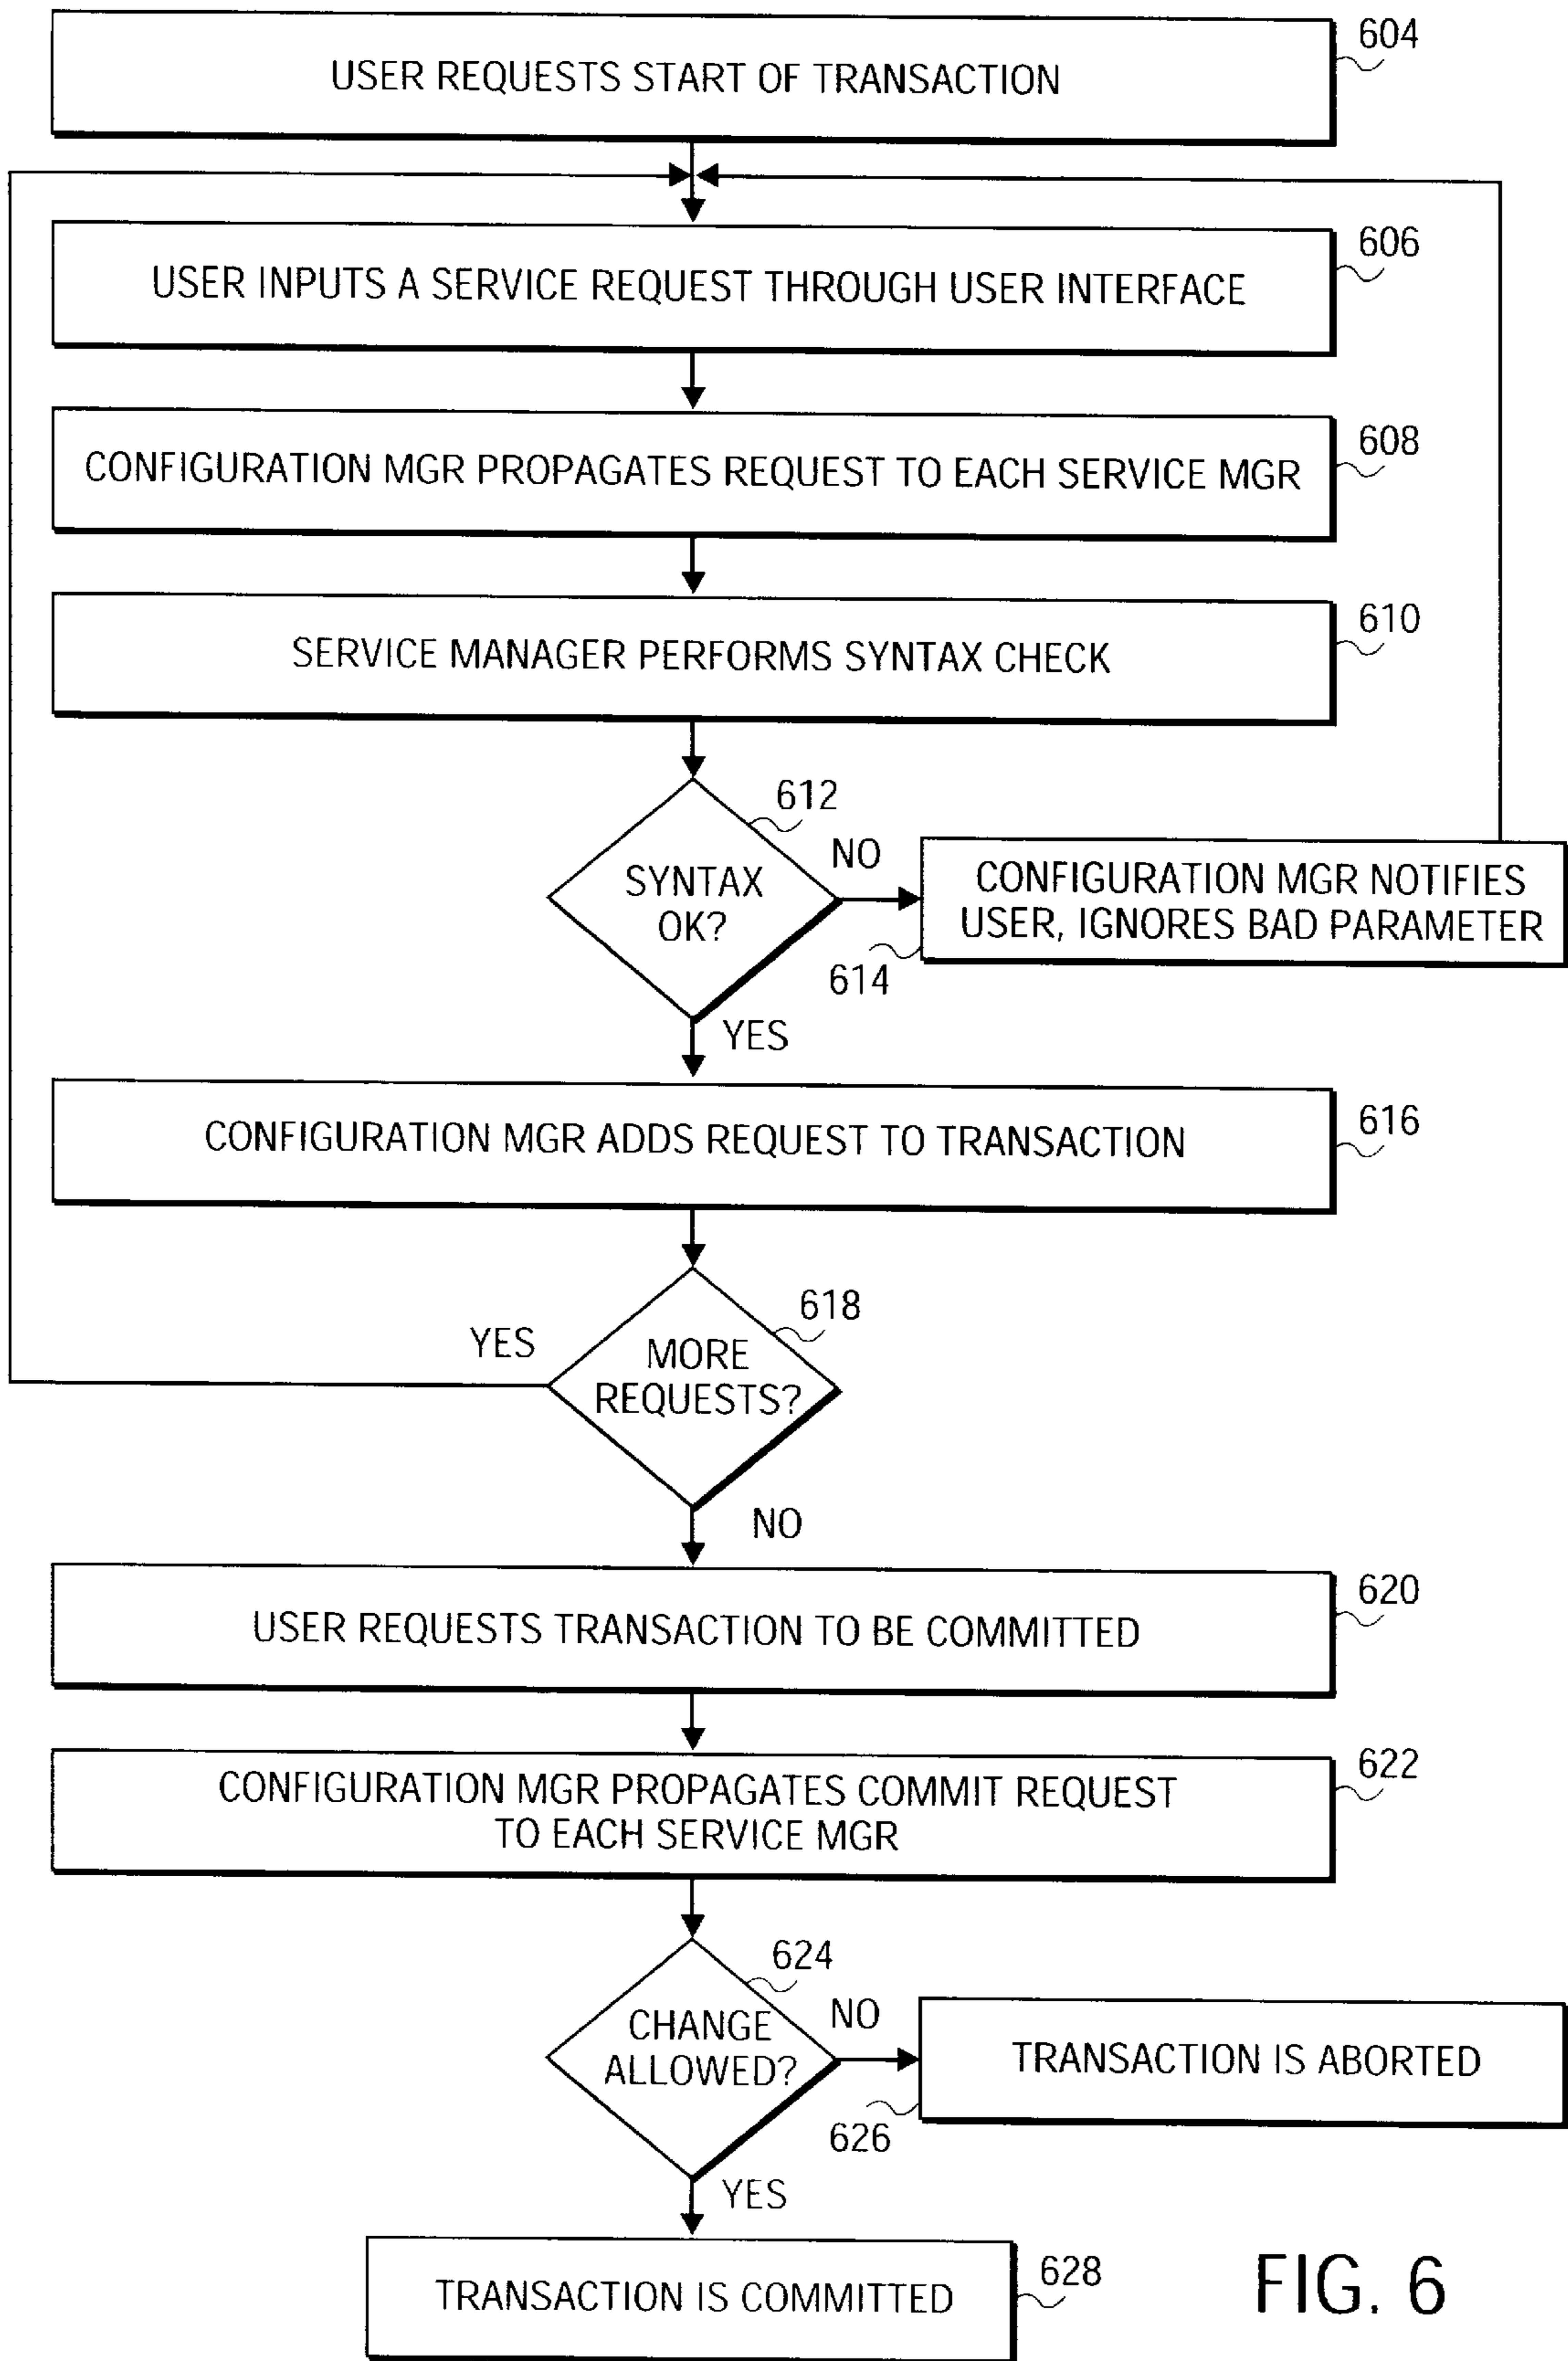 604
USER REQUESTS START OF TRANSACTION
606
USER INPUTS A SERVICE REQUEST THROUGH USER INTERFACE
608
CONFIGURATION MGR PROPAGATES REQUEST TO EACH SERVICE MGR
610
SERVICE MANAGER PERFORMS SYNTAX CHECK
612
SYNTAX
OK?
NO
CONFIGURATION MGR NOTIFIES
USER, IGNORES BAD PARAMETER
614
YES
616
CONFIGURATION MGR ADDS REQUEST TO TRANSACTION
618
YES
MORE
REQUESTS?
NO
620
USER REQUESTS TRANSACTION TO BE COMMITTED
622
CONFIGURATION MGR PROPAGATES COMMIT REQUEST
TO EACH SERVICE MGR
624
CHANGE
ALLOWED?
NO
TRANSACTION IS ABORTED
626
YES
628
TRANSACTION IS COMMITTED
FIG. 6